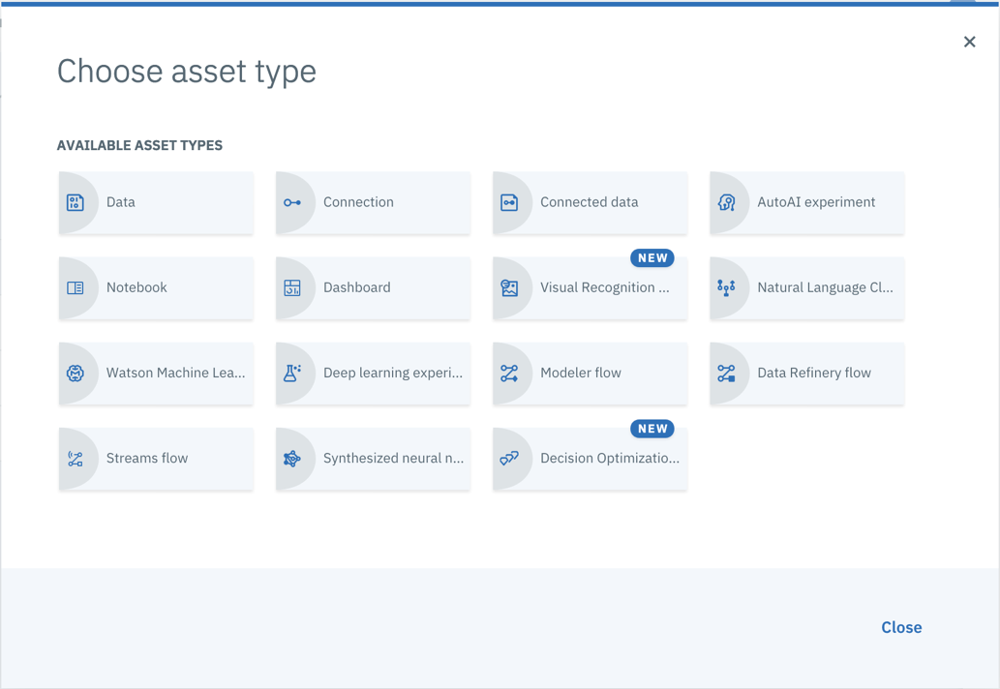 Choose asset type
AVAILABLE ASSET TYPES
Data
Connection
Connected data
AutoAI experiment
Notebook
Dashboard
NEW
Visual Recognition ...
Natural Language Cl...
Watson Machine Lea...
Deep learning experi...
Modeler flow
Data Refinery flow
Streams flow
Synthesized neural n...
NEW
Decision Optimizatio...
Close